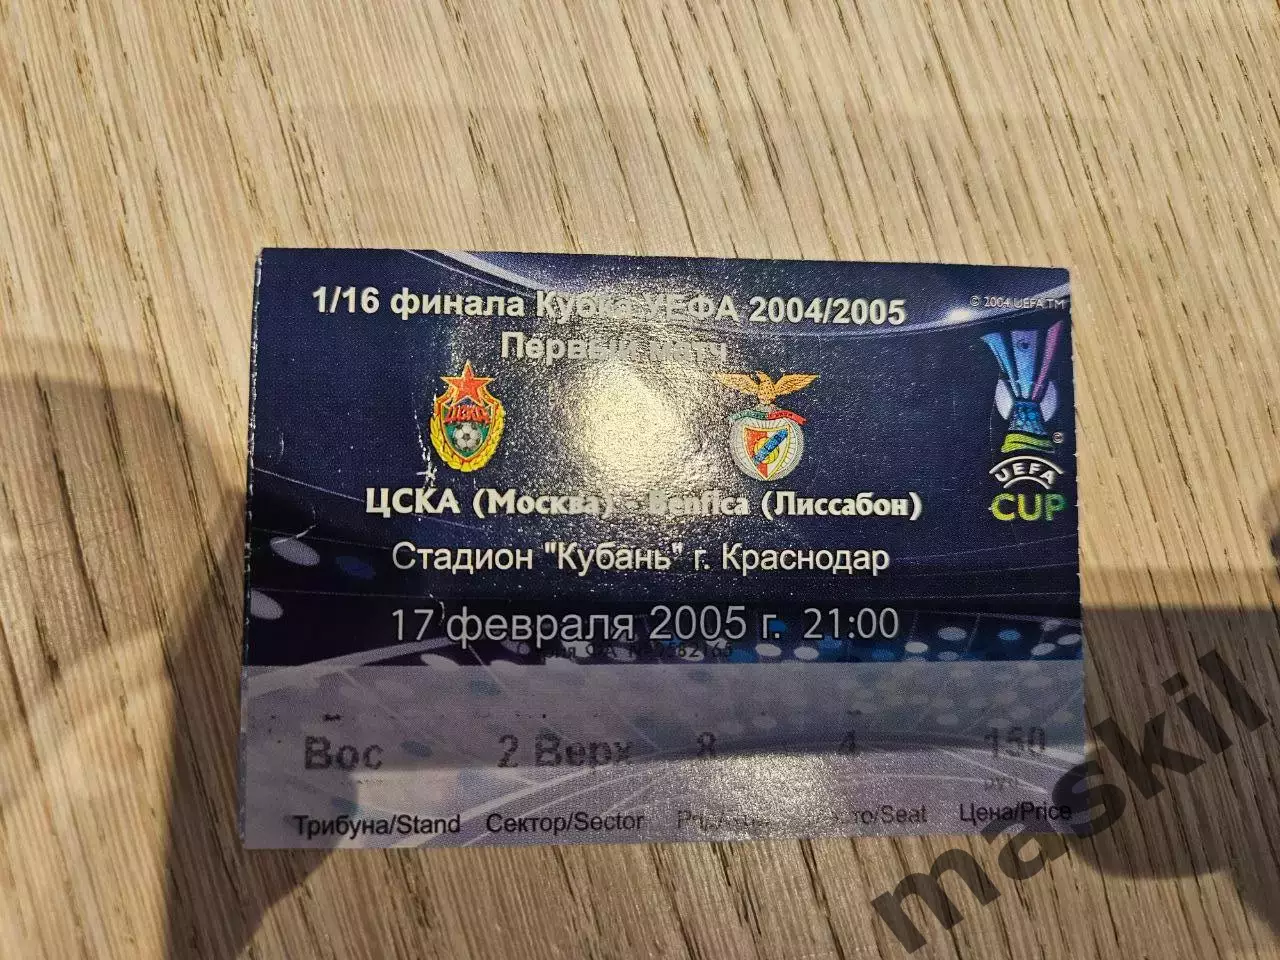 1/16 финала Кубка УЕФА 2004/2005
© 2004 UEFA TM
Первый матч
ЦСКА
ЦСКА (Москва) - Benfica (Лиссабон)
UEFA
CUP
Стадион "Кубань" г. Краснодар
17 февраля 2005 г. 21:00
Вос 2 Верх 8 4 150
руб
Трибуна/Stand Сектор/Sector Цена/Price
maskil